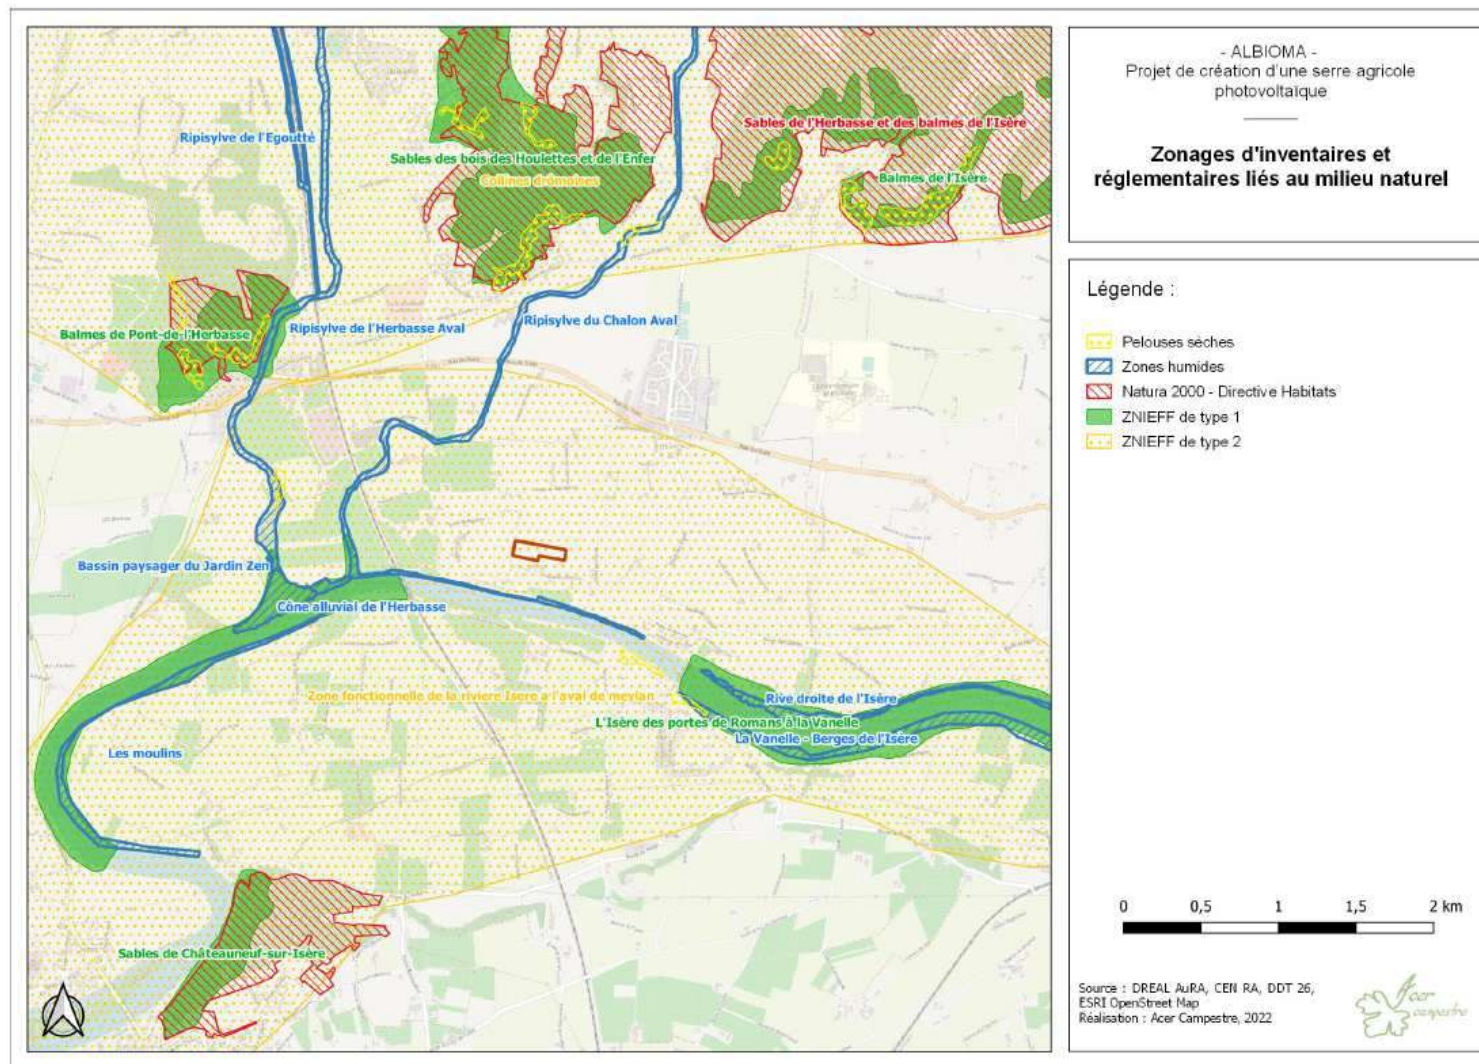 - ALBIOMA -
Projet de création d'une serre agricole
photovoltaïque
Zonages d'inventaires et
réglementaires liés au milieu naturel
Légende :
Pelouses sèches
Zones humides
Natura 2000 - Directive Habitats
ZNIEFF de type 1
ZNIEFF de type 2
Ripisylve de l'Egoutté
Sables de l'Herbasse et des balmes de l'Isère
Sables des bois des Houlettes et de l'Enfer
Collines drômoises
Balmes de l'Isère
Balmes de Pont-de-l'Herbasse
Ripisylve de l'Herbasse Aval
Ripisylve du Chalon Aval
Bassin paysager du Jardin Zen
Cône alluvial de l'Herbasse
Zone fonctionnelle de la riviere Isere a l'aval de meylan
Rive droite de l'Isère
L'Isère des portes de Romans à la Vanelle
La Vanelle - Berges de l'Isère
Les moulins
Sables de Châteauneuf-sur-Isère
0 0,5 1 1,5 2 km
Source : DREAL AuRA, CEN RA, DDT 26,
ESRI OpenStreet Map
Réalisation : Acer Campestre, 2022
Acer
campestre